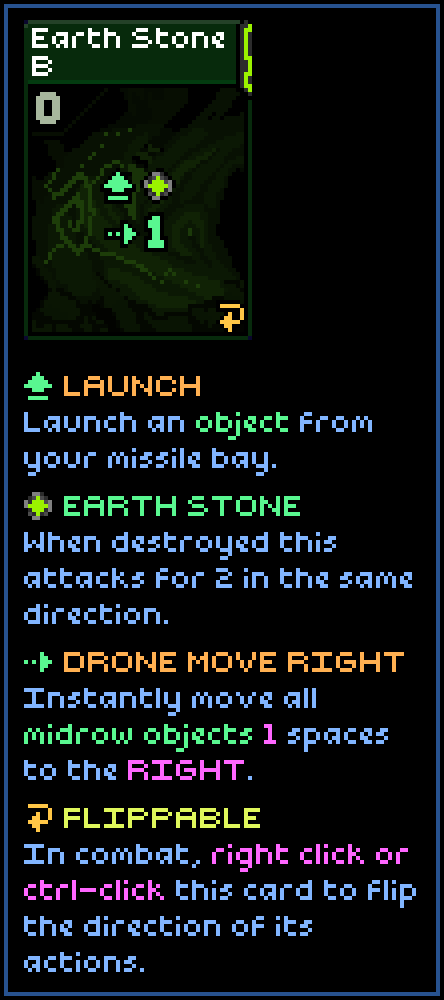 Earth Stone
B
0
1
LAUNCH
Launch an object from
your missile bay.
EARTH STONE
When destroyed this
attacks for 2 in the same
direction.
DRONE MOVE RIGHT
Instantly move all
midrow objects 1 spaces
to the RIGHT.
FLIPPABLE
In combat, right click or
ctrl-click this card to flip
the direction of its
actions.